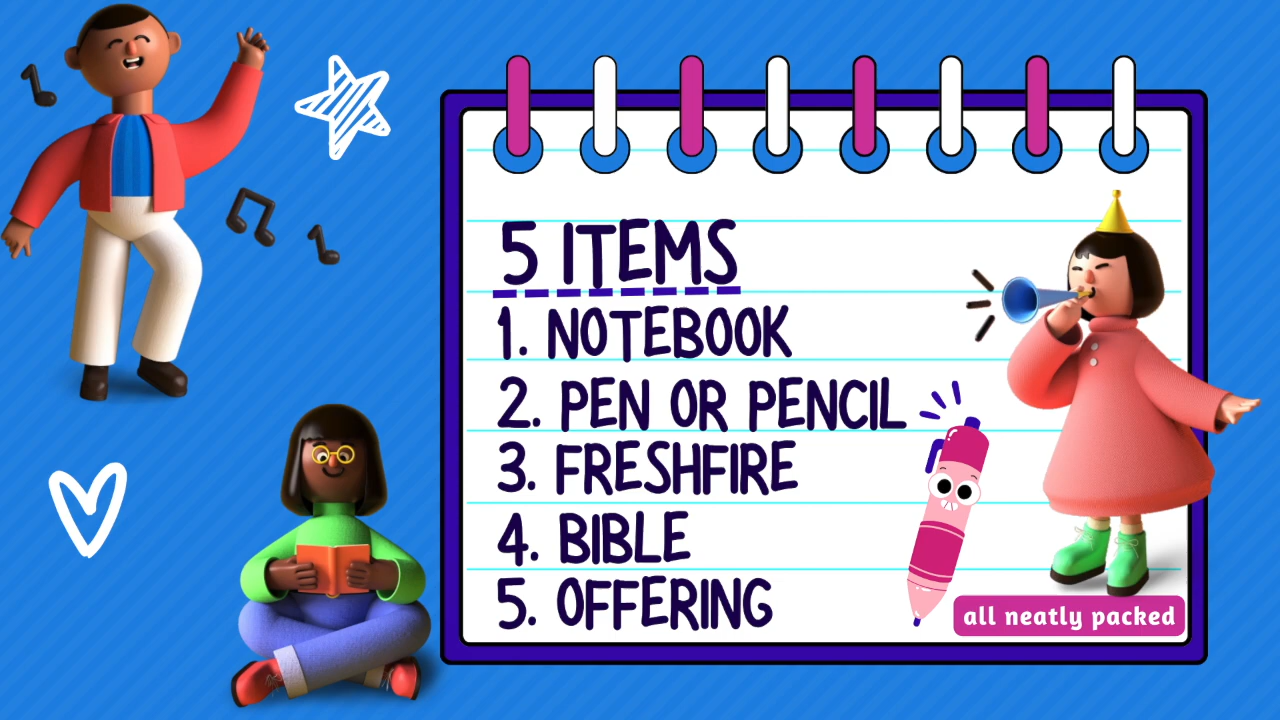 5 ITEMS
1. NOTEBOOK
2. PEN OR PENCIL
3. FRESHFIRE
4. BIBLE
5. OFFERING
all neatly packed